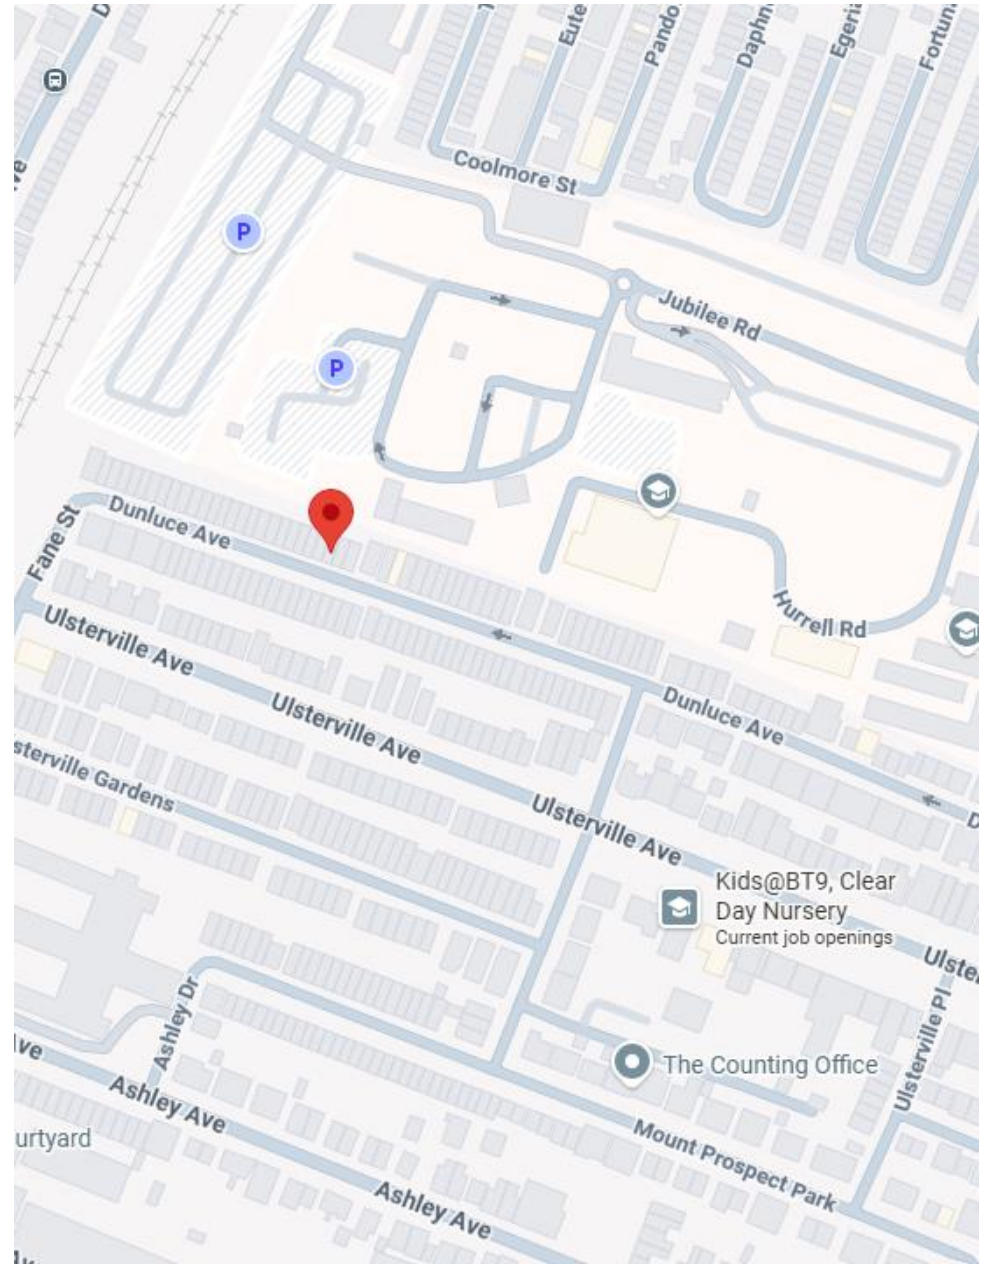 Eute
Pando
Daphn
Egeria
Fortun
D
ve
Coolmore St
P
Jubilee Rd
P
Dunluce Ave
Fane St
Hurrell Rd
Ulsterville Ave
Dunluce Ave
Ulsterville Ave
D
sterville Gardens
Ulsterville Ave
Kids@BT9, Clear
Day Nursery
Current job openings
Ulste
Ashley Dr
Ulsterville Pl
ve
The Counting Office
Ashley Ave
urtyard
Mount Prospect Park
Ashley Ave